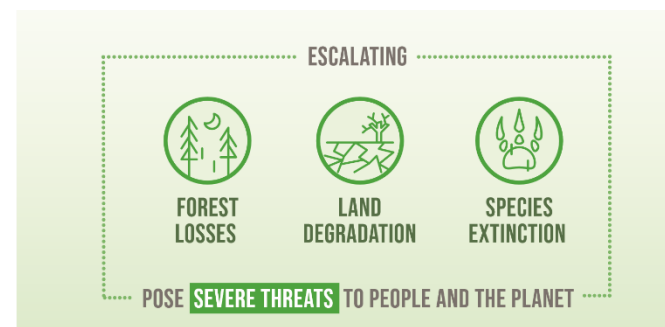 ESCALATING
FOREST
LOSSES
LAND
DEGRADATION
SPECIES
EXTINCTION
POSE SEVERE THREATS TO PEOPLE AND THE PLANET